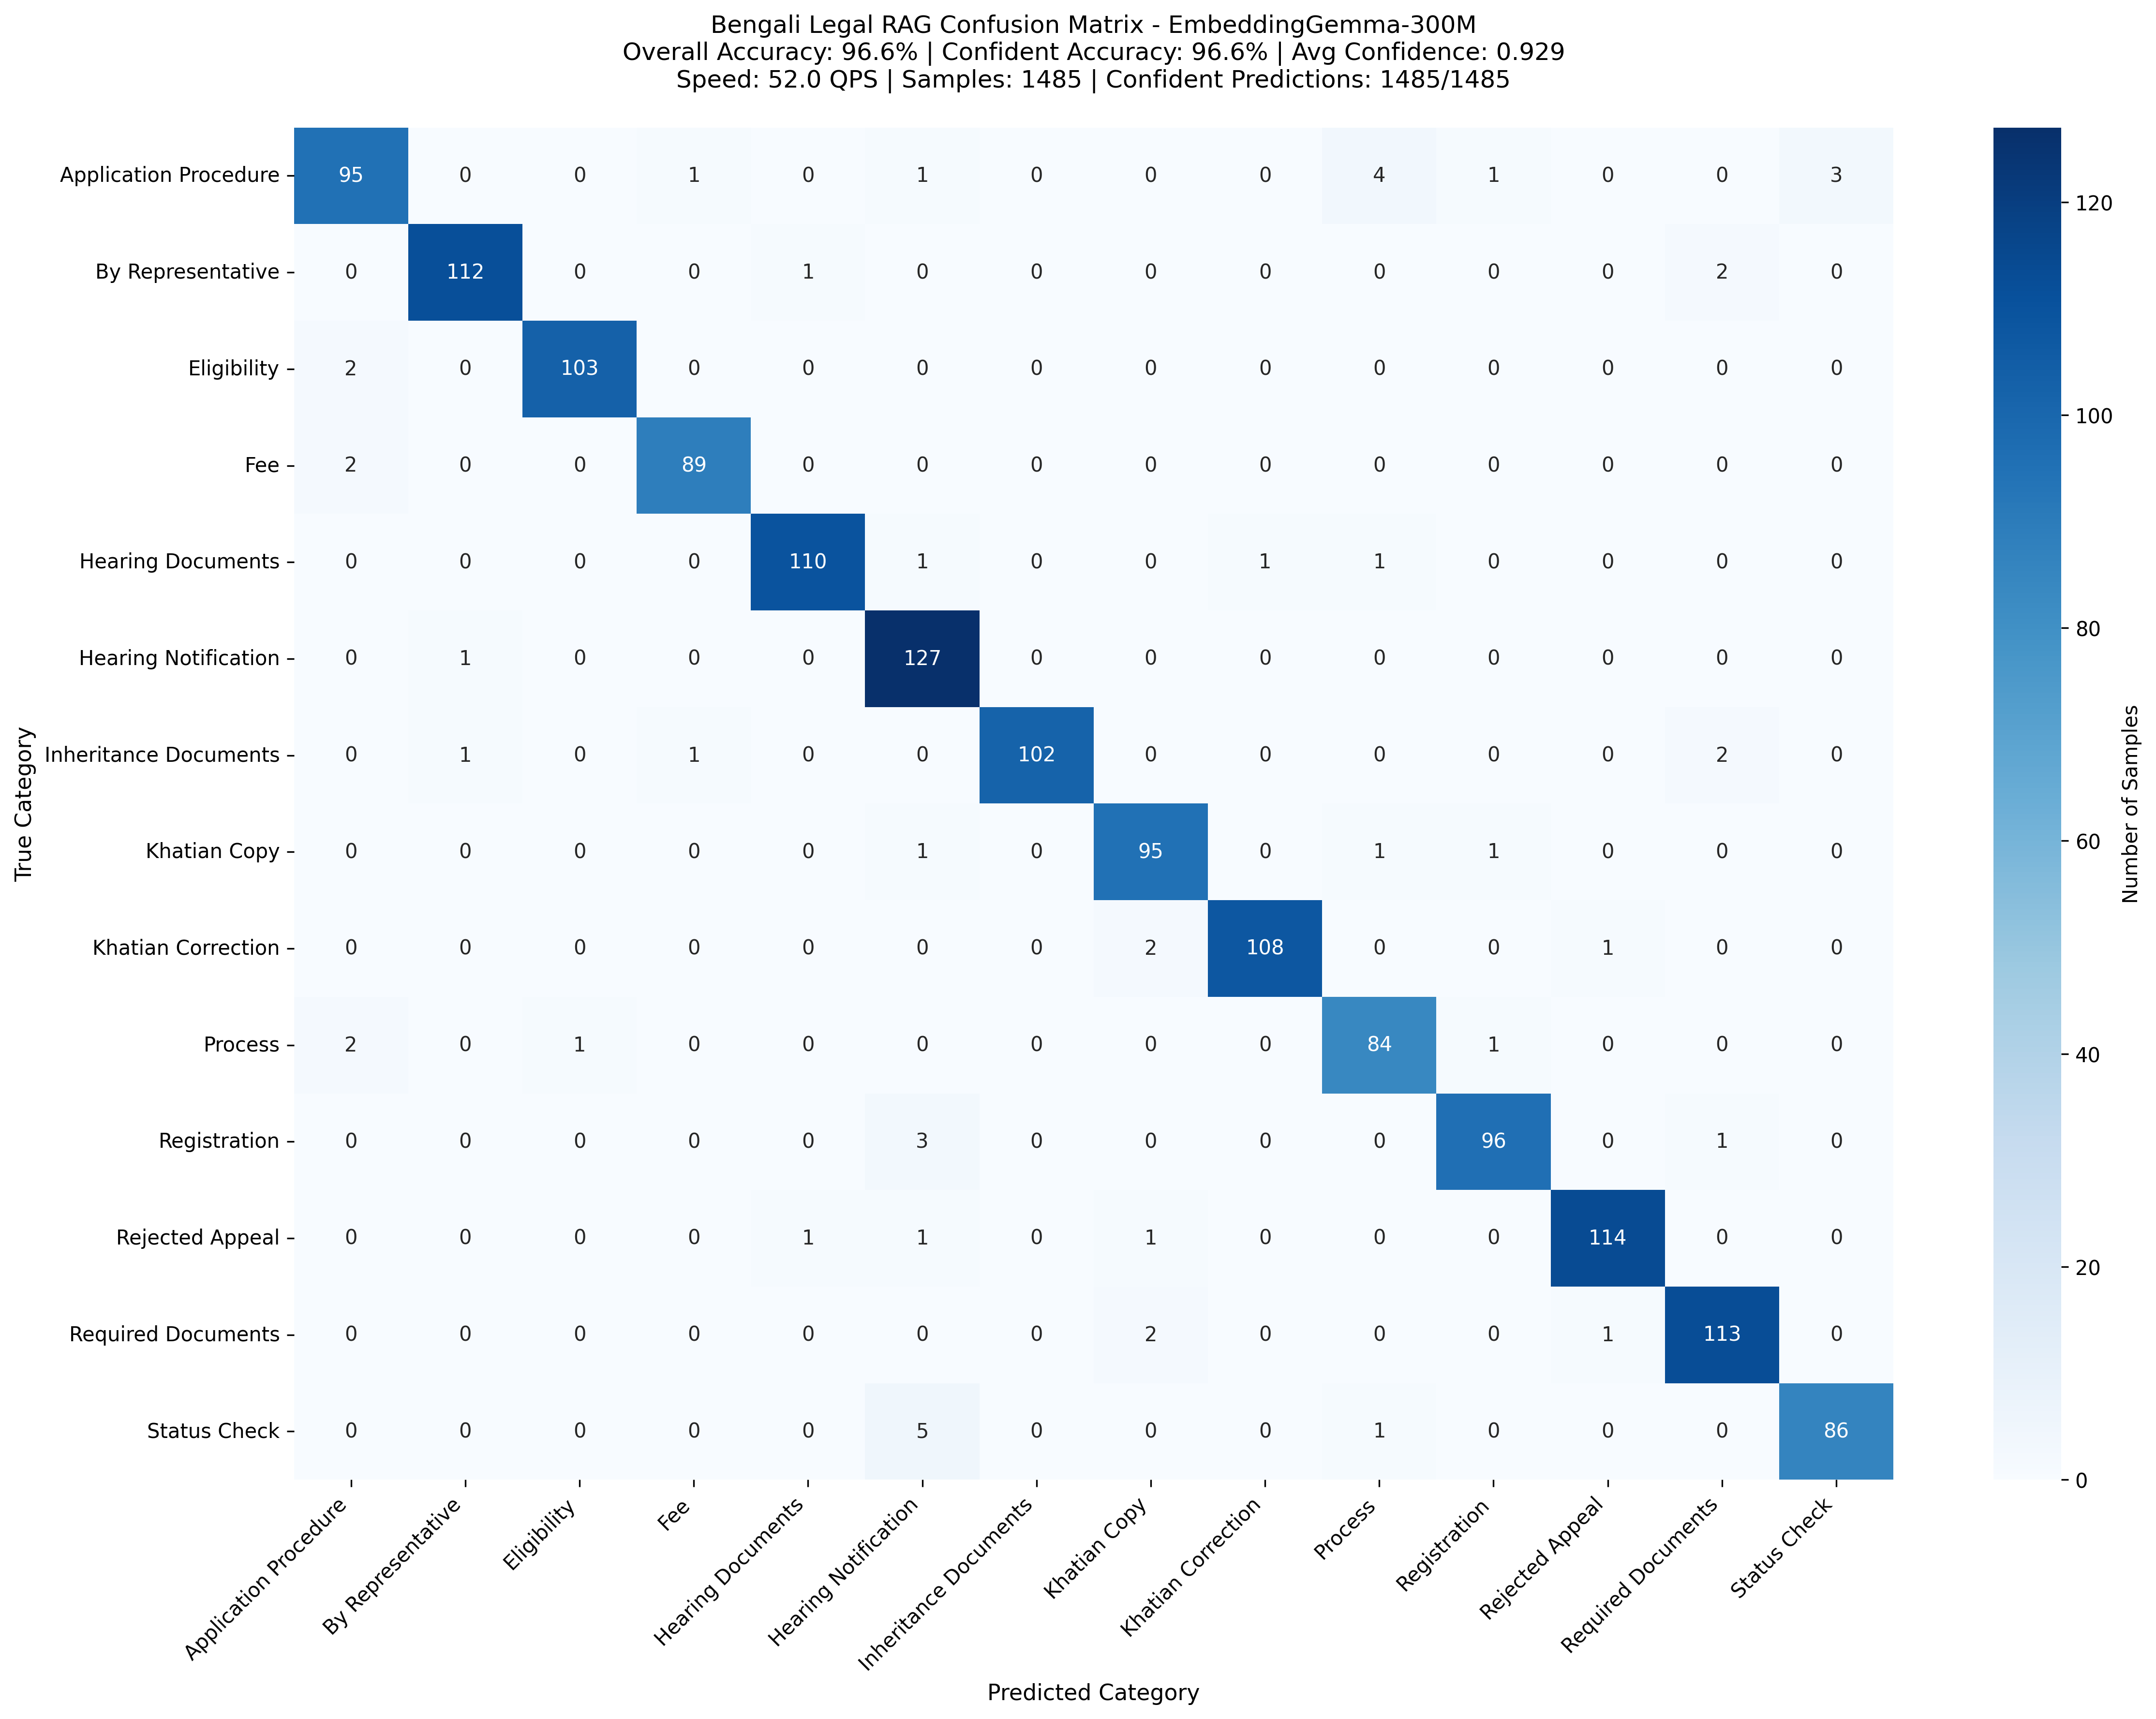 Bengali Legal RAG Confusion Matrix - EmbeddingGemma-300M
Overall Accuracy: 96.6% | Confident Accuracy: 96.6% | Avg Confidence: 0.929
Speed: 52.0 QPS | Samples: 1485 | Confident Predictions: 1485/1485
True Category
Application Procedure 95 0 0 1 0 1 0 0 0 4 1 0 0 3
By Representative 0 112 0 0 1 0 0 0 0 0 0 0 2 0
Eligibility 2 0 103 0 0 0 0 0 0 0 0 0 0 0
Fee 2 0 0 89 0 0 0 0 0 0 0 0 0 0
Hearing Documents 0 0 0 0 110 1 0 0 1 1 0 0 0 0
Hearing Notification 0 1 0 0 0 127 0 0 0 0 0 0 0 0
Inheritance Documents 0 1 0 1 0 0 102 0 0 0 0 0 2 0
Khatian Copy 0 0 0 0 0 1 0 95 0 1 1 0 0 0
Khatian Correction 0 0 0 0 0 0 0 2 108 0 0 1 0 0
Process 2 0 1 0 0 0 0 0 0 84 1 0 0 0
Registration 0 0 0 0 0 3 0 0 0 0 96 0 1 0
Rejected Appeal 0 0 0 0 1 1 0 1 0 0 0 114 0 0
Required Documents 0 0 0 0 0 0 0 2 0 0 0 1 113 0
Status Check 0 0 0 0 0 5 0 0 0 1 0 0 0 86
Application Procedure
By Representative
Eligibility
Fee
Hearing Documents
Hearing Notification
Inheritance Documents
Khatian Copy
Khatian Correction
Process
Registration
Rejected Appeal
Required Documents
Status Check
Predicted Category
120
100
80
60
40
20
0
Number of Samples